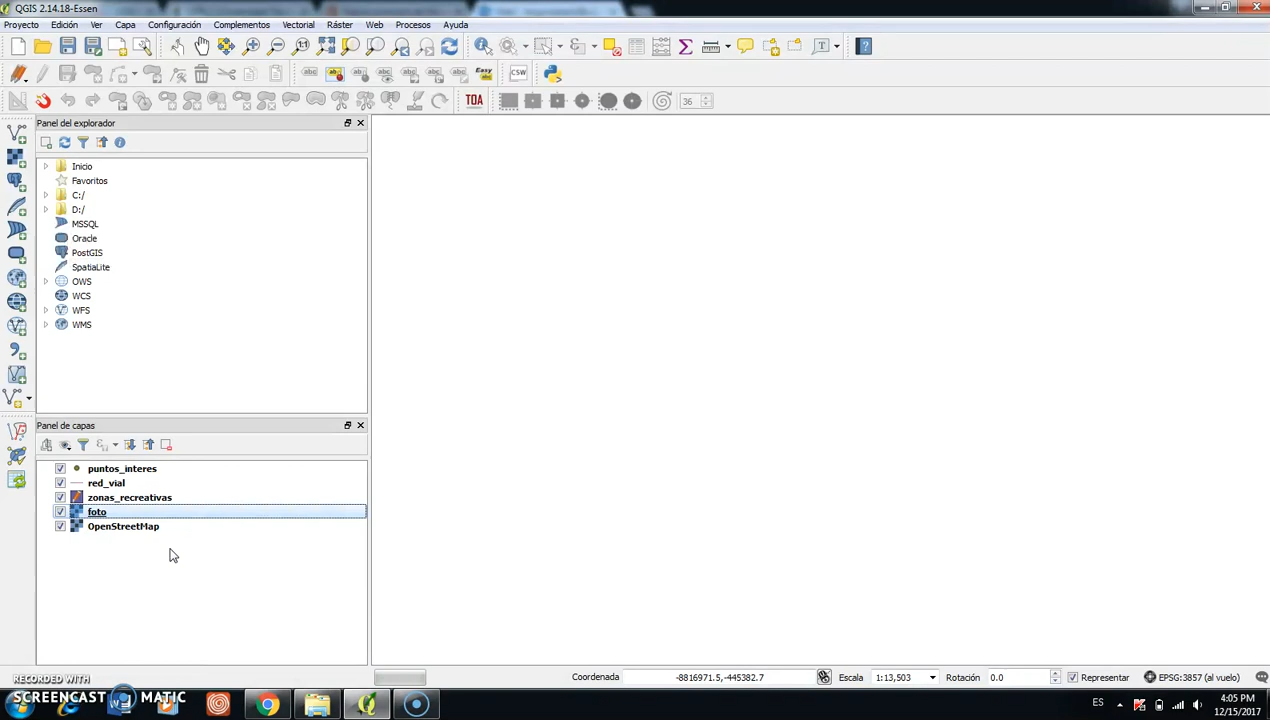 QGIS 2.14.18-Essen
Proyecto Edición Ver Capa Configuración Complementos Vectorial Ráster Web Procesos Ayuda
CSW
TOA
36
Panel del explorador
Inicio
Favoritos
C:/
D:/
MSSQL
Oracle
PostGIS
SpatiaLite
OWS
WCS
WFS
WMS
Panel de capas
puntos_interes
red_vial
zonas_recreativas
foto
OpenStreetMap
Coordenada -8816971.5,-445382.7 Escala 1:13,503 Rotación 0.0 Representar EPSG:3857 (al vuelo)
RECORDED WITH
SCREENCAST MATIC
ES
4:05 PM
12/15/2017